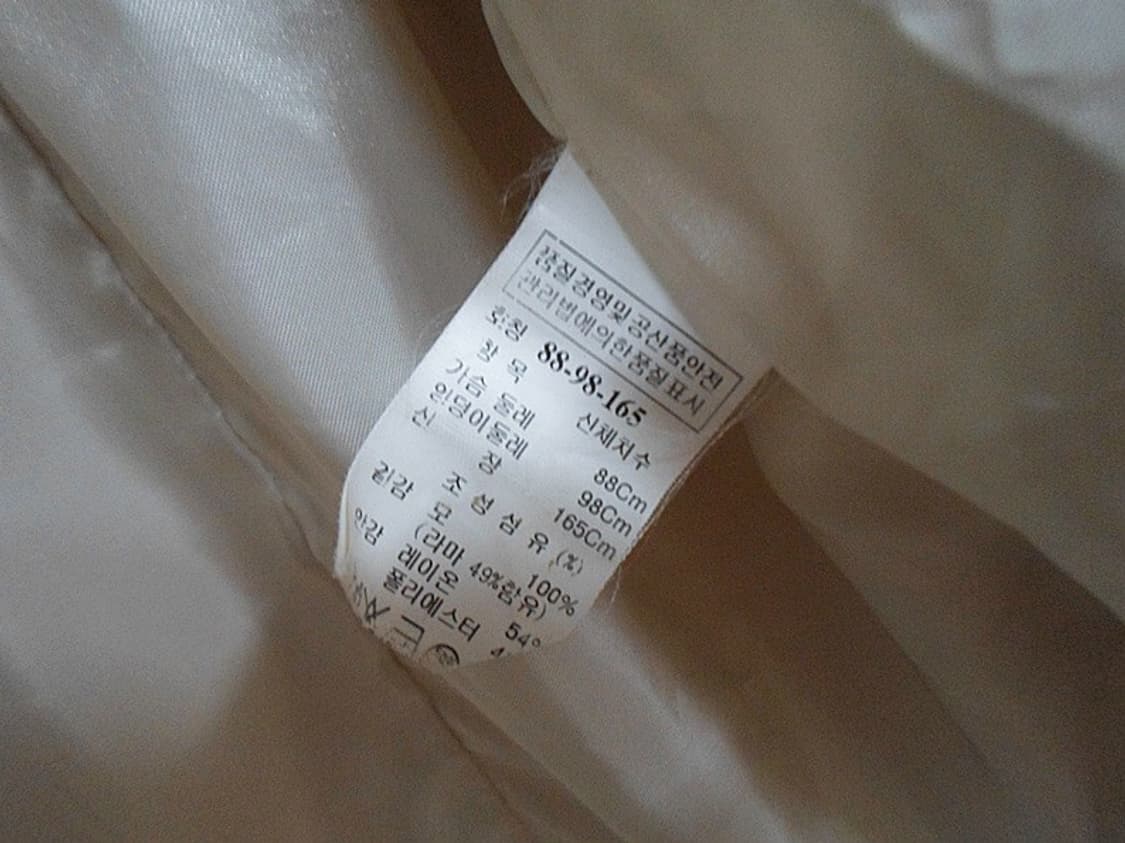 품질경영및공산품안전
관리법에의한품질표시
호칭 88-98-165
항목 신체치수
가슴둘레 88Cm
엉덩이둘레 98Cm
신장 165Cm
조성섬유(%)
겉감 모 100%
(라마 49%함유)
안감 레이온 54
폴리에스터 4